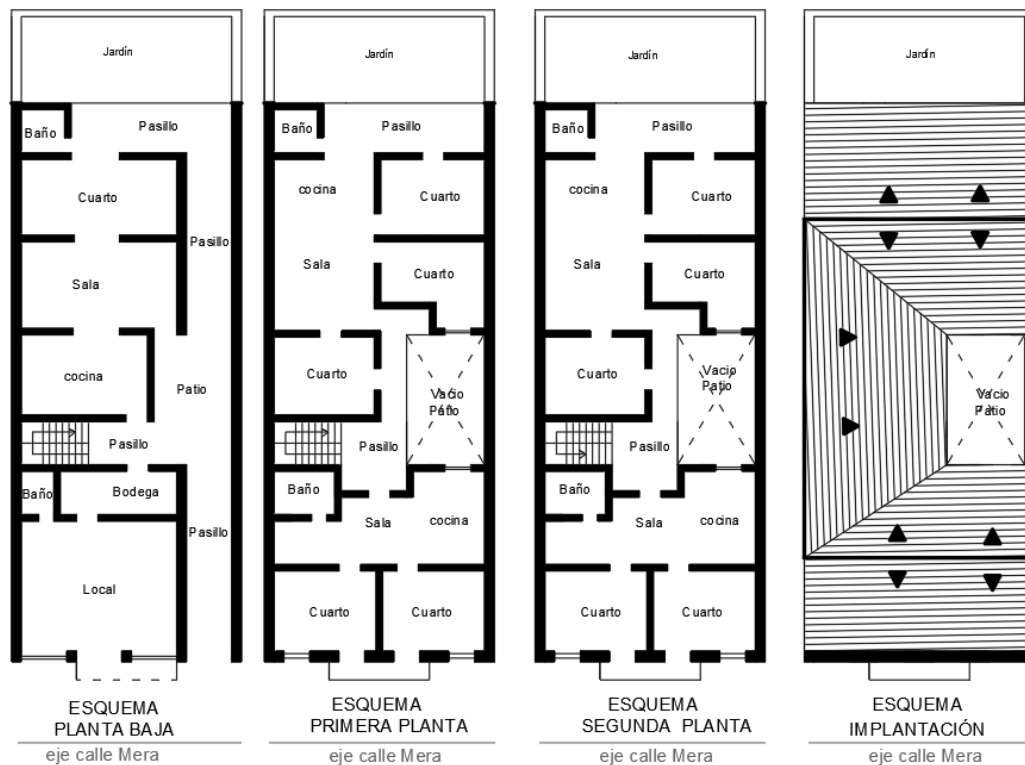 Jardín
Baño
Pasillo
Cuarto
Pasillo
Sala
cocina
Patio
Pasillo
Baño
Bodega
Pasillo
Local
ESQUEMA
PLANTA BAJA
eje calle Mera
Jardín
Baño
Pasillo
cocina
Cuarto
Sala
Cuarto
Cuarto
Vacío
Patio
Pasillo
Baño
Sala
cocina
Cuarto
Cuarto
ESQUEMA
PRIMERA PLANTA
eje calle Mera
Jardín
Baño
Pasillo
cocina
Cuarto
Sala
Cuarto
Cuarto
Vacio
Patio
Pasillo
Baño
Sala
cocina
Cuarto
Cuarto
ESQUEMA
SEGUNDA PLANTA
eje calle Mera
Jardín
Vacio
Patio
ESQUEMA
IMPLANTACIÓN
eje calle Mera